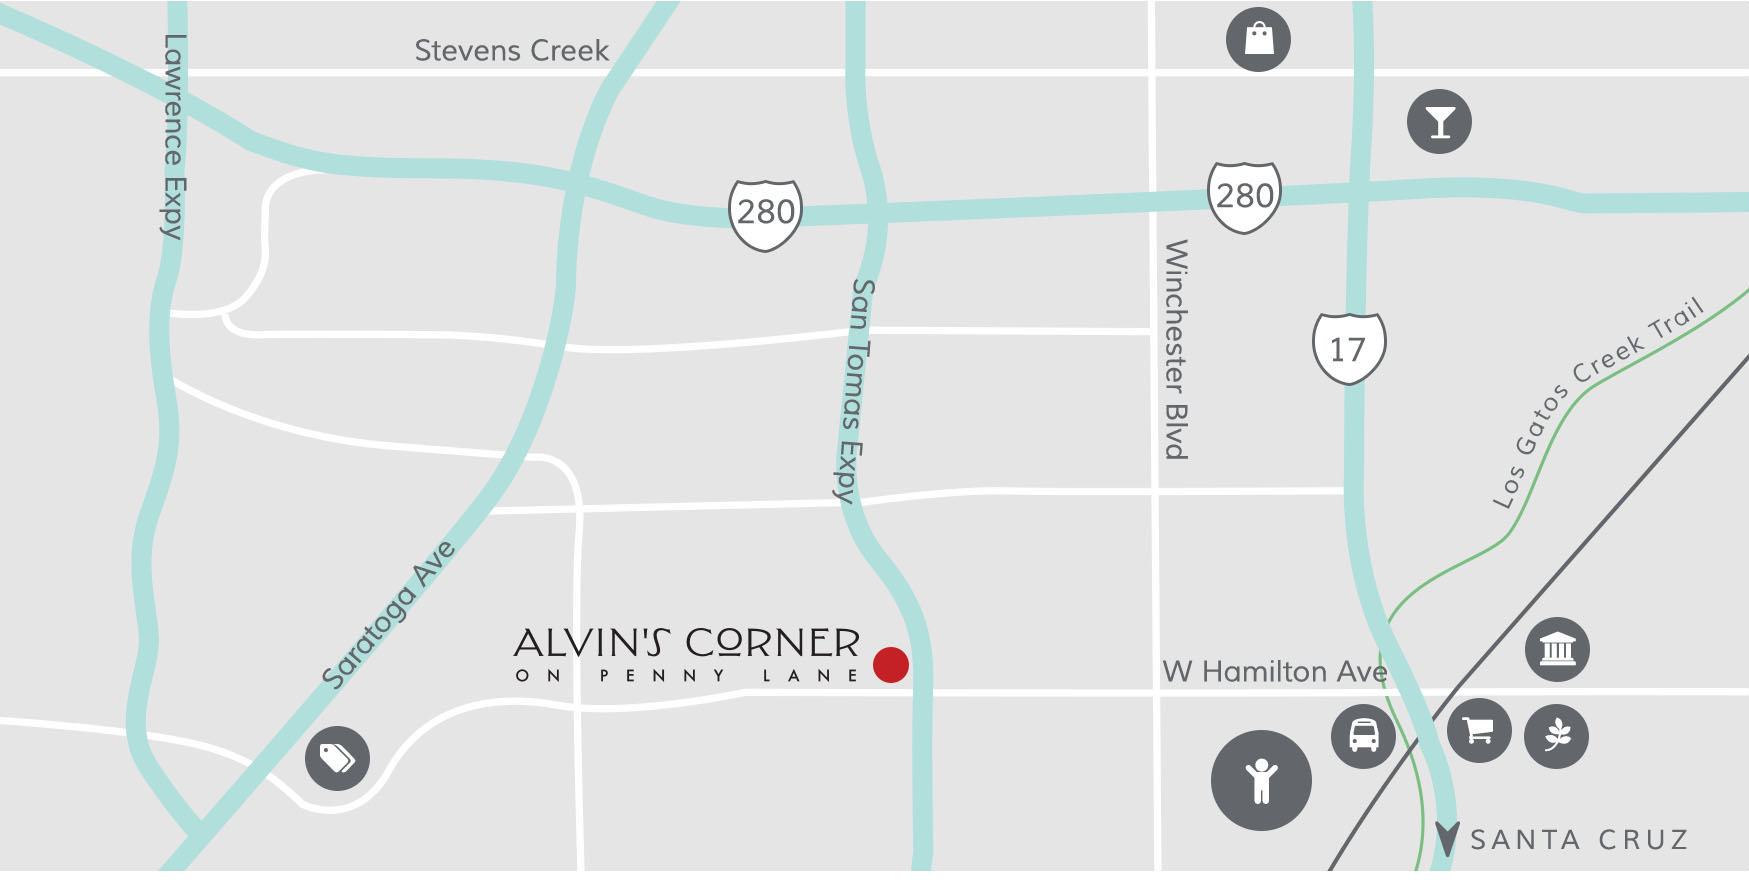 Stevens Creek
Lawrence Expy
280
280
Winchester Blvd
San Tomas Expy
17
Los Gatos Creek Trail
Saratoga Ave
ALVIN'S CORNER
ON PENNY LANE
W Hamilton Ave
SANTA CRUZ